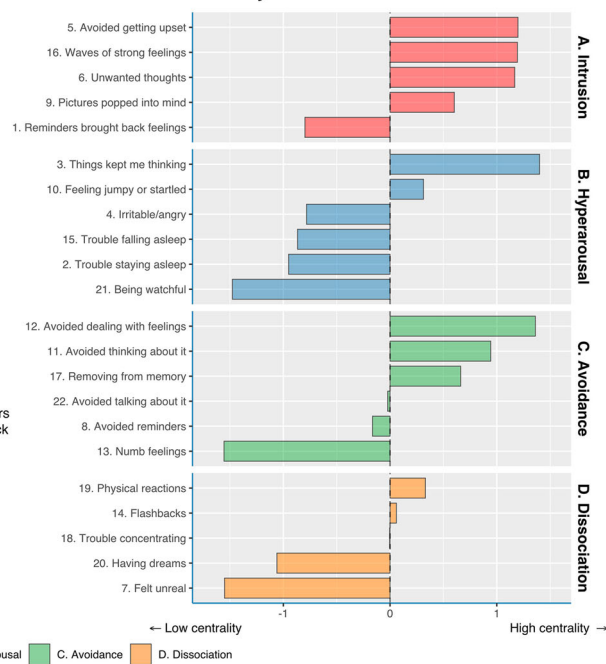 5. Avoided getting upset
16. Waves of strong feelings
6. Unwanted thoughts
9. Pictures popped into mind
1. Reminders brought back feelings
A. Intrusion
3. Things kept me thinking
10. Feeling jumpy or startled
4. Irritable/angry
15. Trouble falling asleep
2. Trouble staying asleep
21. Being watchful
B. Hyperarousal
12. Avoided dealing with feelings
11. Avoided thinking about it
17. Removing from memory
22. Avoided talking about it
8. Avoided reminders
13. Numb feelings
C. Avoidance
19. Physical reactions
14. Flashbacks
18. Trouble concentrating
20. Having dreams
7. Felt unreal
D. Dissociation
-1 0 1
← Low centrality High centrality →
usal C. Avoidance D. Dissociation